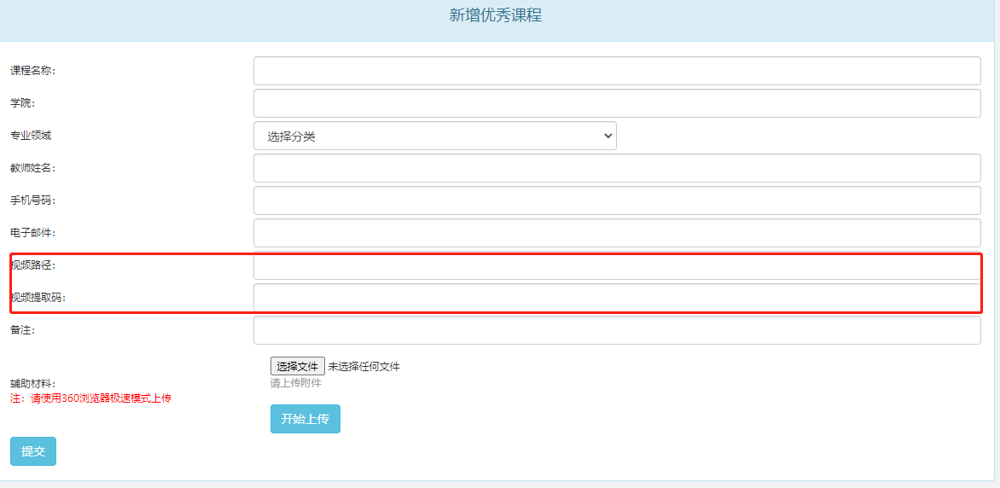 新增优秀课程
课程名称:
学院:
专业领域
选择分类
教师姓名:
手机号码:
电子邮件:
视频路径:
视频提取码:
备注:
选择文件 未选择任何文件
请上传附件
辅助材料:
注: 请使用360浏览器极速模式上传
开始上传
提交